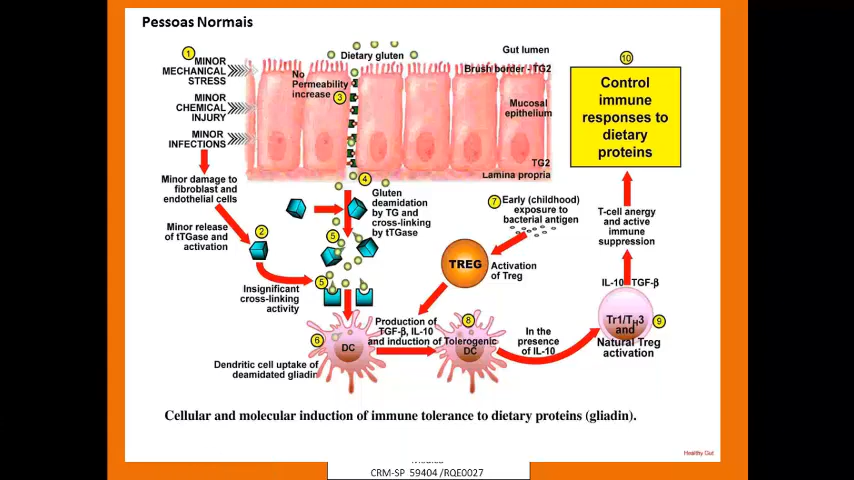 Pessoas Normais
1
MINOR
MECHANICAL
STRESS
MINOR
CHEMICAL
INJURY
MINOR
INFECTIONS
Minor damage to
fibroblast and
endothelial cells
Minor release
of tTGase and
activation
2
Insignificant
cross-linking
activity
Dietary gluten
No
Permeability
increase
3
Gut lumen
Brush border - TG2
Mucosal
epithelium
TG2
Lamina propria
4
Gluten
deamidation
by TG and
cross-linking
by tTGase
5
5
6
DC
Dendritic cell uptake of
deamidated gliadin
7
Early (childhood)
exposure to
bacterial antigen
TREG
Activation
of Treg
Production of
TGF-β, IL-10
and induction of
8
Tolerogenic
DC
In the
presence
of IL-10
9
Tr1/TH3
and
Natural Treg
activation
IL-10 TGF-β
T-cell anergy
and active
immune
suppression
10
Control
immune
responses to
dietary
proteins
Cellular and molecular induction of immune tolerance to dietary proteins (gliadin).
Healthy Gut
CRM-SP 59404 /RQE0027